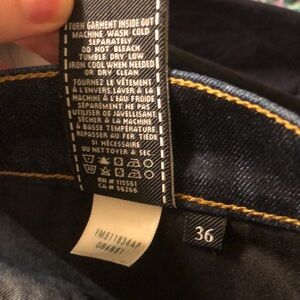 TURN GARMENT INSIDE OUT
MACHINE WASH COLD
SEPARATELY
DO NOT BLEACH
TUMBLE DRY LOW
IRON COOL WHEN NEEDED
OR DRY CLEAN
TOURNEZ LE VÊTEMENT
À L'ENVERS, LAVER À LA
MACHINE À L'EAU FROIDE
SÉPARÉMENT NE PAS
UTILISER DE JAVELLISANT
SÉCHER À LA MACHINE
À BASSE TEMPÉRATURE
REPASSER AU FER TIÈDE
SI NÉCESSAIRE
OU NETTOYER À SEC
RN # 115561
CA # 56266
36